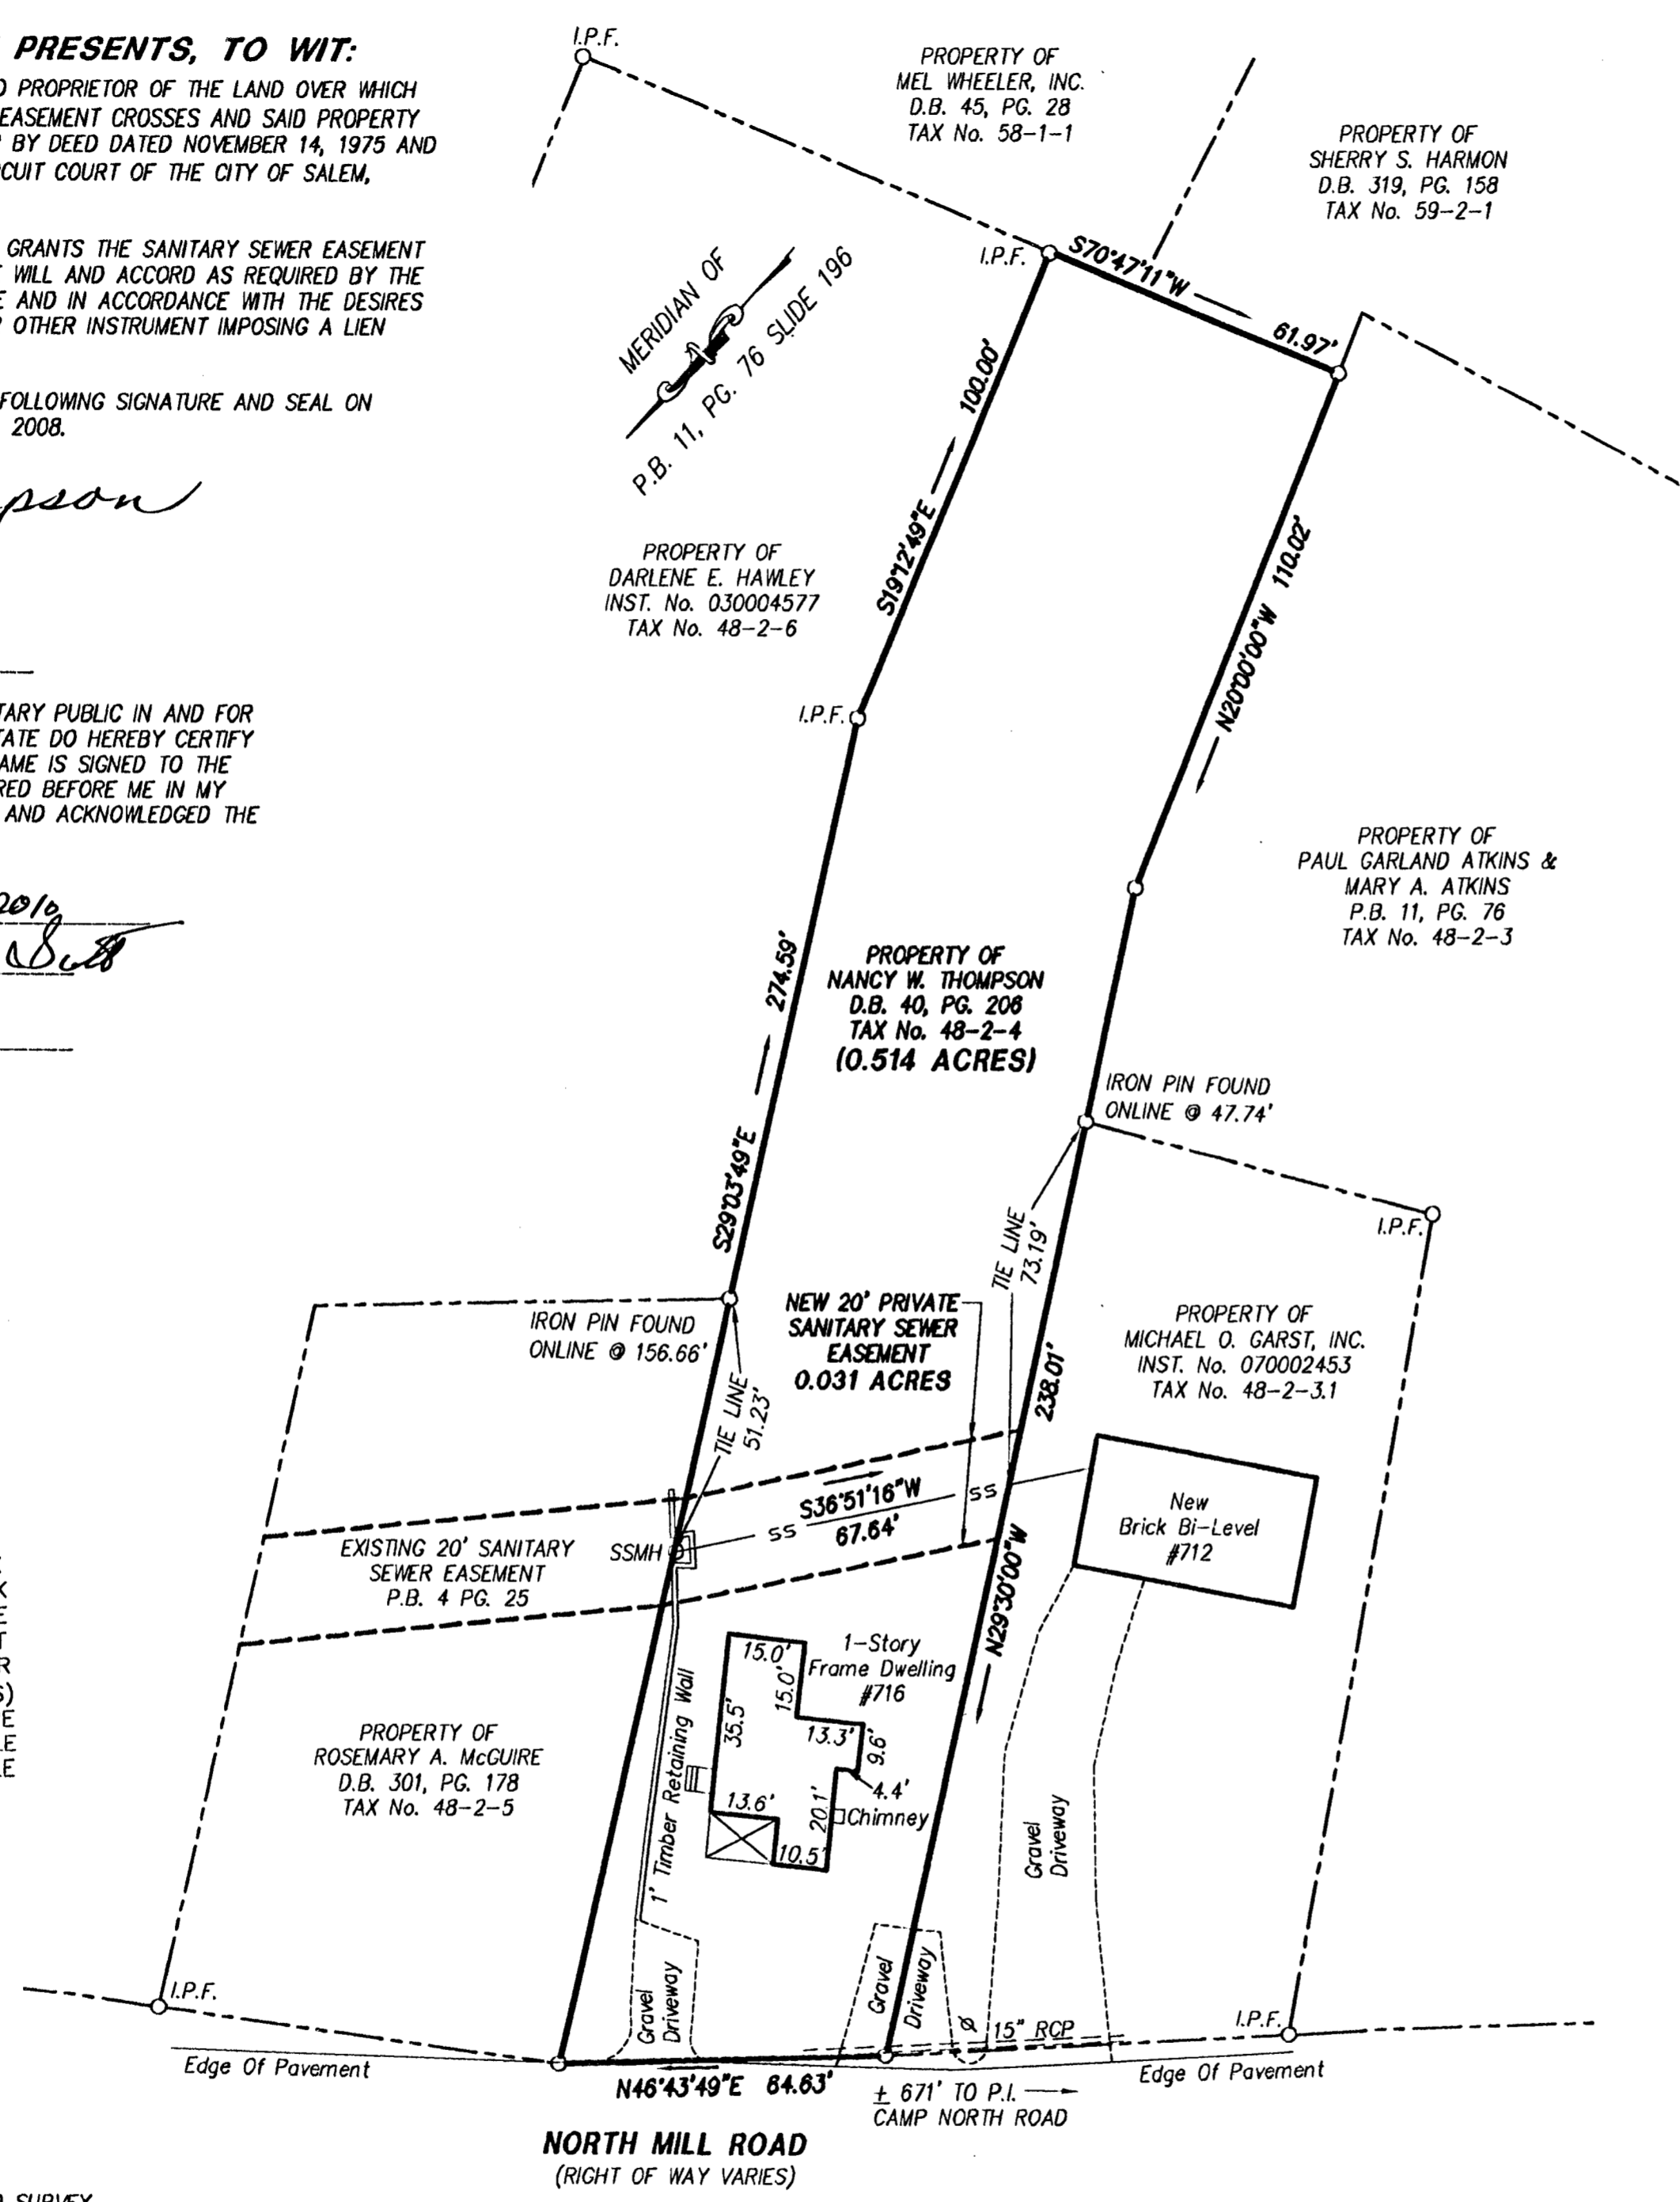 PRESENTS, TO WIT:
PROPRIETOR OF THE LAND OVER WHICH
EASEMENT CROSSES AND SAID PROPERTY
BY DEED DATED NOVEMBER 14, 1975 AND
CUIT COURT OF THE CITY OF SALEM,
GRANTS THE SANITARY SEWER EASEMENT
WILL AND ACCORD AS REQUIRED BY THE
AND IN ACCORDANCE WITH THE DESIRES
OTHER INSTRUMENT IMPOSING A LIEN
FOLLOWING SIGNATURE AND SEAL ON
2008.
pson
TARY PUBLIC IN AND FOR
TATE DO HEREBY CERTIFY
AME IS SIGNED TO THE
RED BEFORE ME IN MY
AND ACKNOWLEDGED THE
2010
I.P.F.
PROPERTY OF
MEL WHEELER, INC.
D.B. 45, PG. 28
TAX No. 58-1-1
PROPERTY OF
SHERRY S. HARMON
D.B. 319, PG. 158
TAX No. 59-2-1
I.P.F.
S70°47'11"W
61.97'
MERIDIAN OF
P.B. 11, PG. 76 SLIDE 196
100.00'
S19°12'49"E
110.02'
N20°00'00"W
PROPERTY OF
DARLENE E. HAWLEY
INST. No. 030004577
TAX No. 48-2-6
I.P.F.
PROPERTY OF
PAUL GARLAND ATKINS &
MARY A. ATKINS
P.B. 11, PG. 76
TAX No. 48-2-3
274.59'
S29°03'49"E
PROPERTY OF
NANCY W. THOMPSON
D.B. 40, PG. 206
TAX No. 48-2-4
(0.514 ACRES)
IRON PIN FOUND
ONLINE @ 47.74'
I.P.F.
TIE LINE
73.19'
IRON PIN FOUND
ONLINE @ 156.66'
NEW 20' PRIVATE
SANITARY SEWER
EASEMENT
0.031 ACRES
238.01'
PROPERTY OF
MICHAEL O. GARST, INC.
INST. No. 070002453
TAX No. 48-2-3.1
TIE LINE
51.23'
S36°51'16"W
67.64'
SS
SS
New
Brick Bi-Level
#712
EXISTING 20' SANITARY
SEWER EASEMENT
P.B. 4 PG. 25
SSMH
N29°30'00"W
1-Story
Frame Dwelling
#716
15.0'
15.0'
35.5'
13.3'
9.6'
4.4'
13.6'
20.1'
Chimney
10.5'
1' Timber Retaining Wall
PROPERTY OF
ROSEMARY A. McGUIRE
D.B. 301, PG. 178
TAX No. 48-2-5
Gravel
Driveway
I.P.F.
Gravel
Driveway
Gravel
Driveway
15" RCP
I.P.F.
Edge Of Pavement
Edge Of Pavement
N46°43'49"E 64.63'
± 671' TO P.I.
CAMP NORTH ROAD
NORTH MILL ROAD
(RIGHT OF WAY VARIES)
SURVEY